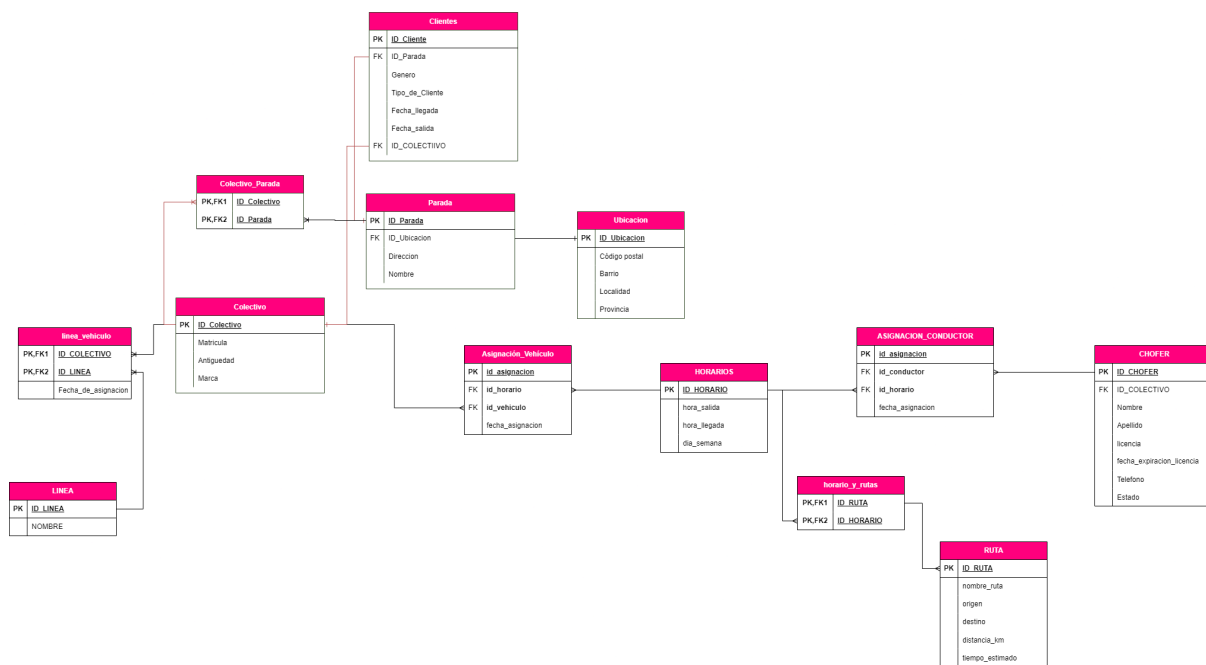 Clientes
PK ID_Cliente
FK ID_Parada
Genero
Tipo_de_Cliente
Fecha_llegada
Fecha_salida
FK ID_COLECTIIVO
Colectivo_Parada
PK,FK1 ID_Colectivo
PK,FK2 ID_Parada
Parada
PK ID_Parada
FK ID_Ubicacion
Direccion
Nombre
Ubicacion
PK ID_Ubicacion
Código postal
Barrio
Localidad
Provincia
Colectivo
PK ID_Colectivo
Matricula
Antiguedad
Marca
linea_vehiculo
PK,FK1 ID_COLECTIVO
PK,FK2 ID_LINEA
Fecha_de_asignacion
LINEA
PK ID_LINEA
NOMBRE
Asignación_Vehículo
PK id_asignacion
FK id_horario
FK id_vehiculo
fecha_asignacion
HORARIOS
PK ID_HORARIO
hora_salida
hora_llegada
dia_semana
ASIGNACION_CONDUCTOR
PK id_asignacion
FK id_conductor
FK id_horario
fecha_asignacion
CHOFER
PK ID_CHOFER
FK ID_COLECTIVO
Nombre
Apellido
licencia
fecha_expiracion_licencia
Telefono
Estado
horario_y_rutas
PK,FK1 ID_RUTA
PK,FK2 ID_HORARIO
RUTA
PK ID_RUTA
nombre_ruta
origen
destino
distancia_km
tiempo_estimado